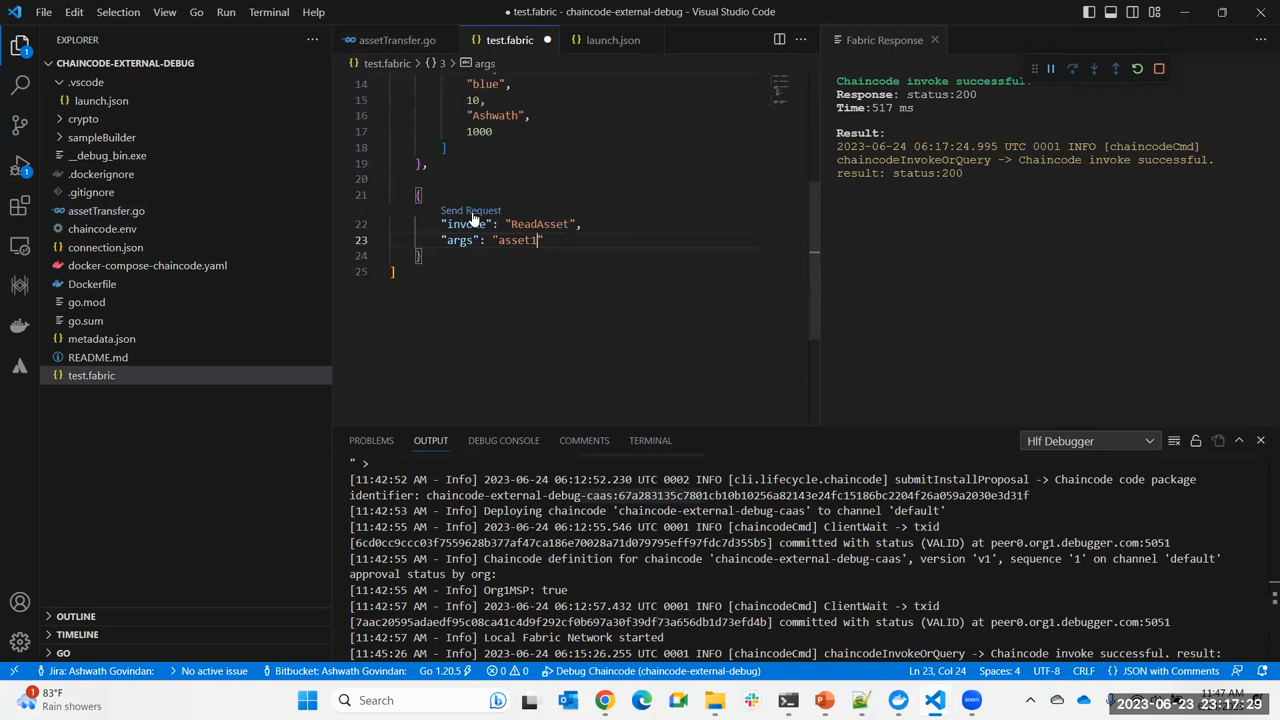 File Edit Selection View Go Run Terminal Help
● test.fabric - chaincode-external-debug - Visual Studio Code
EXPLORER
CHAINCODE-EXTERNAL-DEBUG
.vscode
launch.json
crypto
sampleBuilder
__debug_bin.exe
.dockerignore
.gitignore
assetTransfer.go
chaincode.env
connection.json
docker-compose-chaincode.yaml
Dockerfile
go.mod
go.sum
metadata.json
README.md
test.fabric
OUTLINE
TIMELINE
GO
assetTransfer.go test.fabric launch.json
test.fabric > {} 3 > args
14 "blue",
15 10,
16 "Ashwath",
17 1000
18 ]
19 },
20
21 {
Send Request
22 "invoke": "ReadAsset",
23 "args": "asset1"
24 }
25 ]
Fabric Response
Chaincode invoke successful.
Response: status:200
Time:517 ms
Result:
2023-06-24 06:17:24.995 UTC 0001 INFO [chaincodeCmd]
chaincodeInvokeOrQuery -> Chaincode invoke successful.
result: status:200
PROBLEMS OUTPUT DEBUG CONSOLE COMMENTS TERMINAL
Hlf Debugger
" >
[11:42:52 AM - Info] 2023-06-24 06:12:52.230 UTC 0002 INFO [cli.lifecycle.chaincode] submitInstallProposal -> Chaincode code package
identifier: chaincode-external-debug-caas:67a283135c7801cb10b10256a82143e24fc15186bc2204f26a059a2030e3d31f
[11:42:53 AM - Info] Deploying chaincode 'chaincode-external-debug-caas' to channel 'default'
[11:42:55 AM - Info] 2023-06-24 06:12:55.546 UTC 0001 INFO [chaincodeCmd] ClientWait -> txid
[6cd0cc9ccc03f7559628b377af47ca186e70028a71d079795eff97fdc7d355b5] committed with status (VALID) at peer0.org1.debugger.com:5051
[11:42:55 AM - Info] Chaincode definition for chaincode 'chaincode-external-debug-caas', version 'v1', sequence '1' on channel 'default'
approval status by org:
[11:42:55 AM - Info] Org1MSP: true
[11:42:57 AM - Info] 2023-06-24 06:12:57.432 UTC 0001 INFO [chaincodeCmd] ClientWait -> txid
[7aac20595adaedf95c08ca41c4d9f292cf0b697a30f39df73a656db1d73efd4b] committed with status (VALID) at peer0.org1.debugger.com:5051
[11:42:57 AM - Info] Local Fabric Network started
[11:45:26 AM - Info] 2023-06-24 06:15:26.255 UTC 0001 INFO [chaincodeCmd] chaincodeInvokeOrQuery -> Chaincode invoke successful. result:
Jira: Ashwath Govindan: No active issue Bitbucket: Ashwath Govindan: Go 1.20.5 0 0 Debug Chaincode (chaincode-external-debug) Ln 23, Col 24 Spaces: 4 UTF-8 CRLF {} JSON with Comments
83°F
Rain showers
Search
11:47 AM
2023-06-23 23:17:29